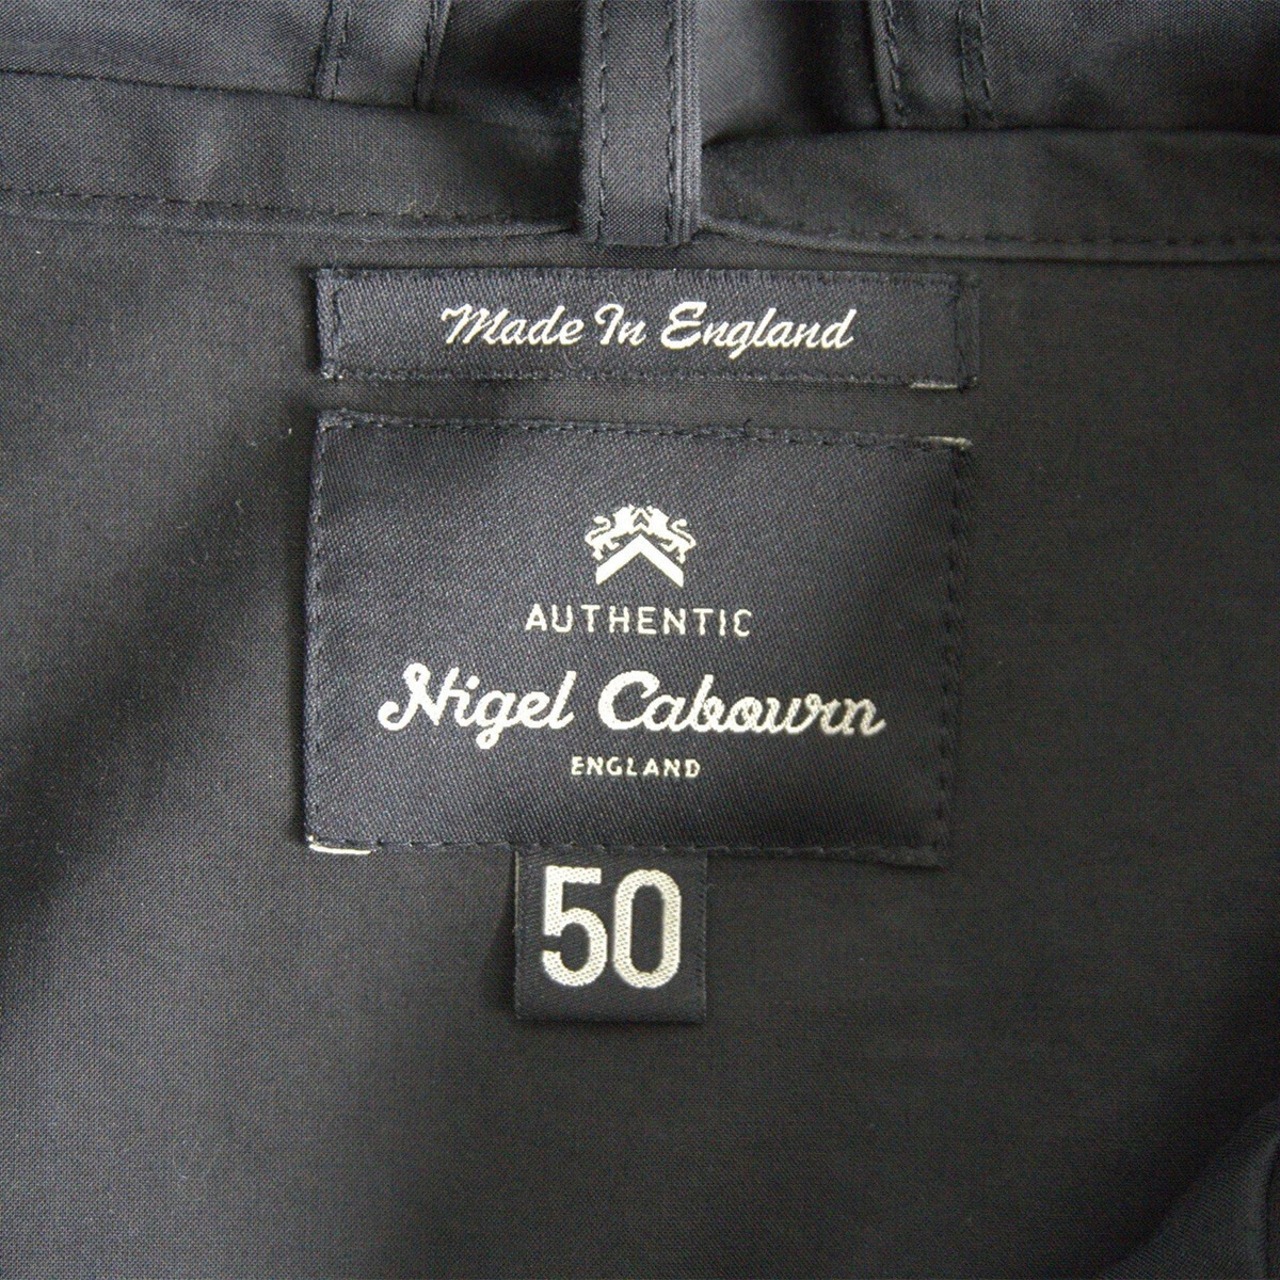 Made In England
AUTHENTIC
Nigel Cabourn
ENGLAND
50